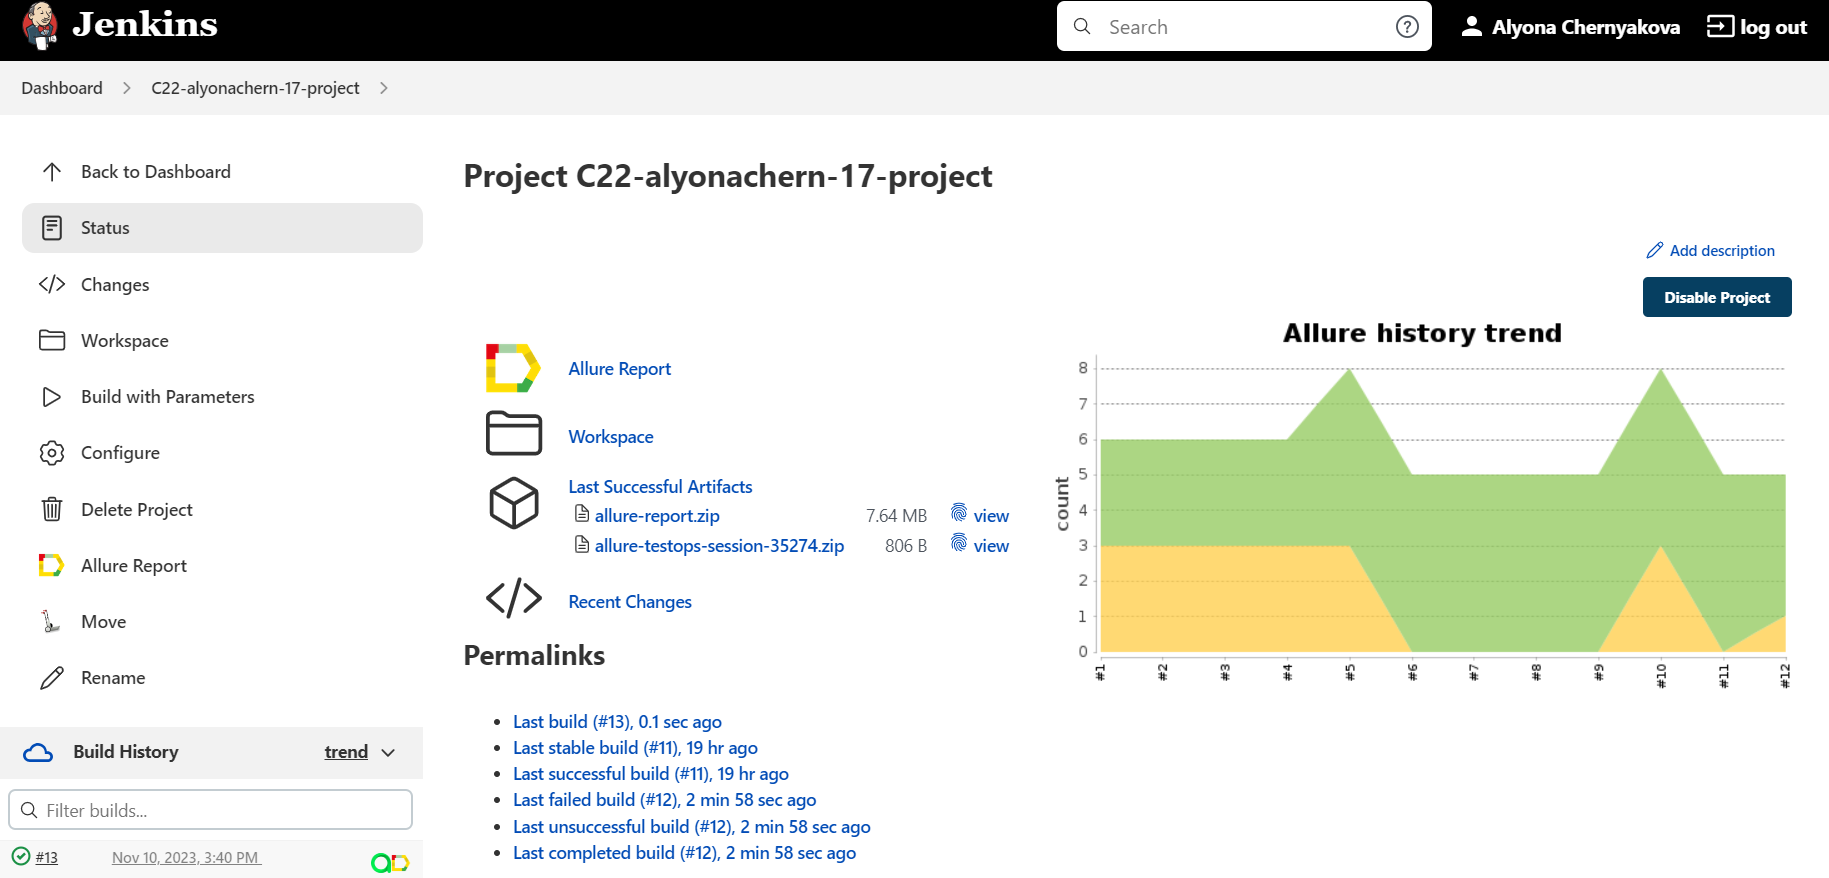 Jenkins
Search
Alyona Chernyakova
log out
Dashboard
C22-alyonachern-17-project
Back to Dashboard
Status
Changes
Workspace
Build with Parameters
Configure
Delete Project
Allure Report
Move
Rename
Build History
trend
Filter builds...
#13
Nov 10, 2023, 3:40 PM
Project C22-alyonachern-17-project
Add description
Disable Project
Allure Report
Workspace
Last Successful Artifacts
allure-report.zip 7.64 MB view
allure-testops-session-35274.zip 806 B view
Recent Changes
Permalinks
Last build (#13), 0.1 sec ago
Last stable build (#11), 19 hr ago
Last successful build (#11), 19 hr ago
Last failed build (#12), 2 min 58 sec ago
Last unsuccessful build (#12), 2 min 58 sec ago
Last completed build (#12), 2 min 58 sec ago
Allure history trend
count
8
7
6
5
4
3
2
1
0
#1 #2 #3 #4 #5 #6 #7 #8 #9 #10 #11 #12